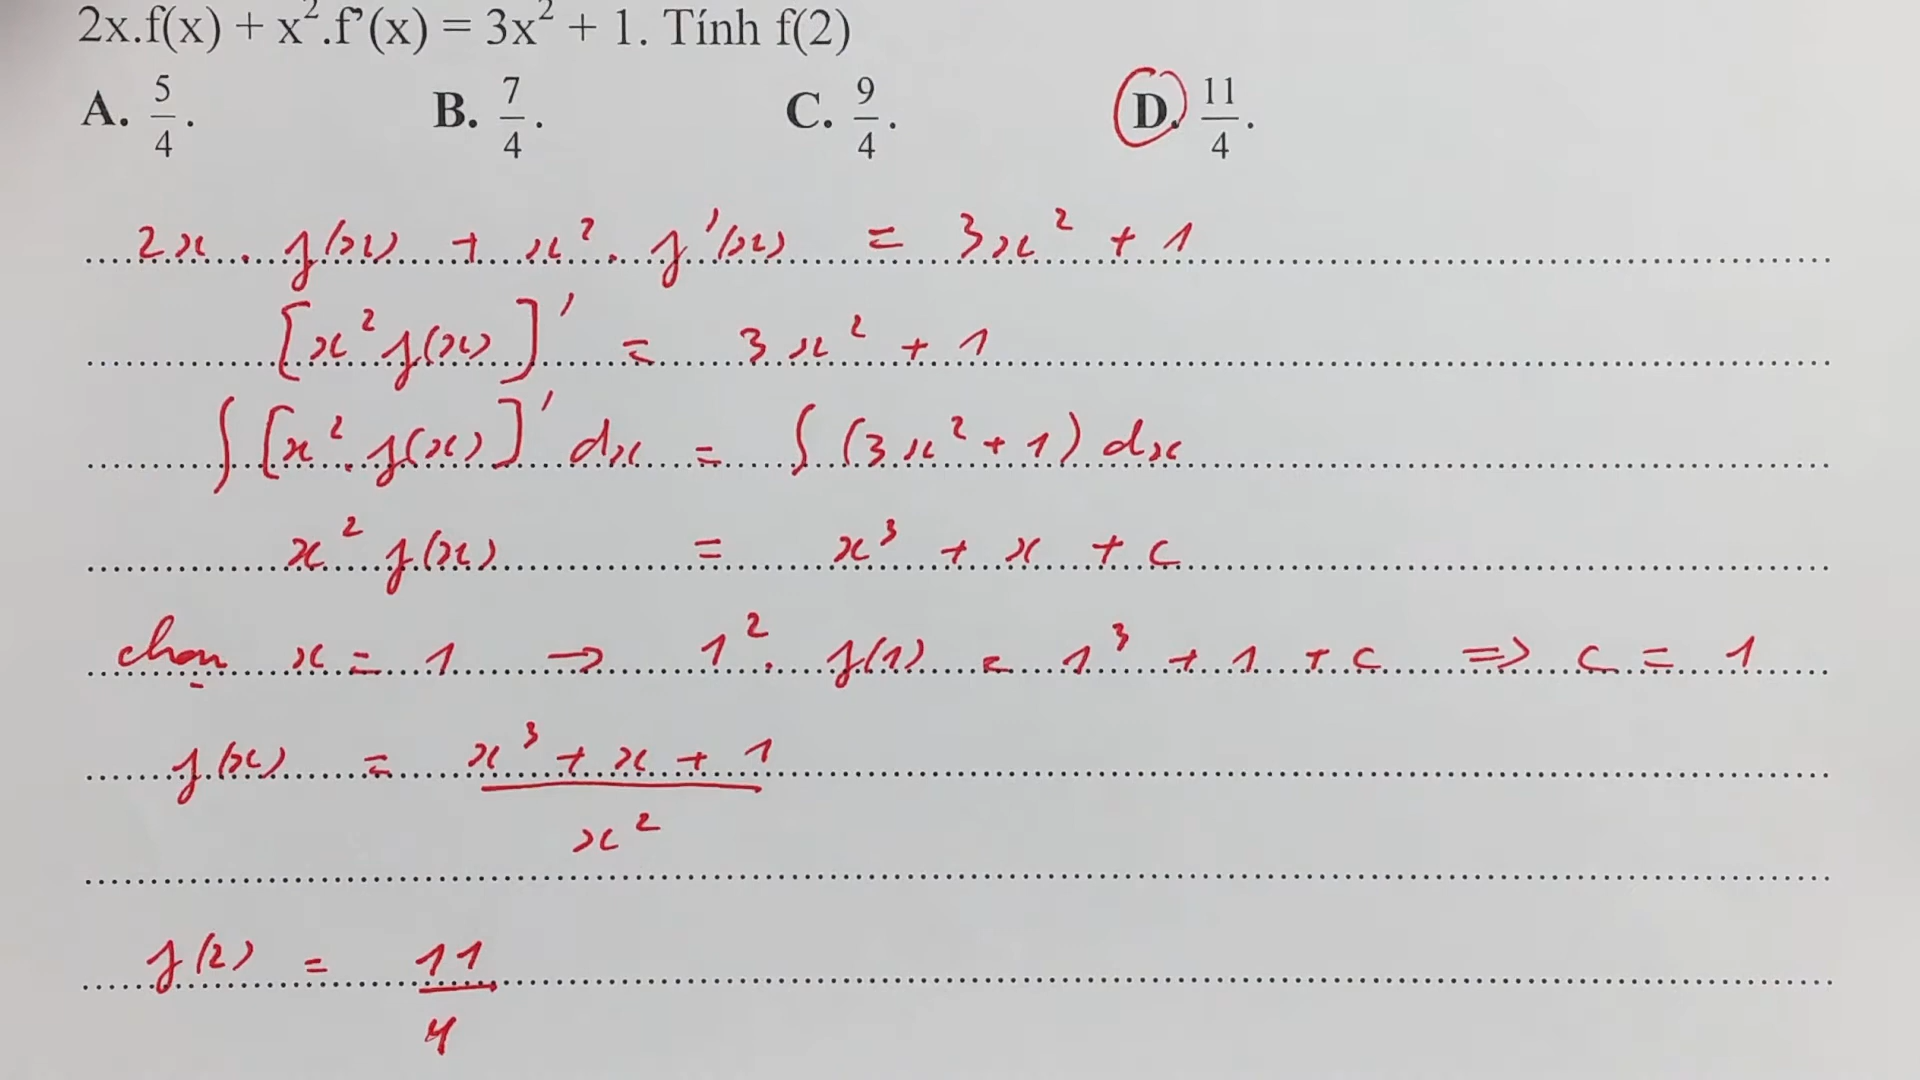 2x.f(x) + x².f’(x) = 3x² + 1. Tính f(2)
A. 5/4. B. 7/4. C. 9/4. D. 11/4.
2x . f(x) + x² . f'(x) = 3x² + 1
[x² f(x)]' = 3x² + 1
∫ [x² . f(x)]' dx = ∫ (3x² + 1) dx
x² f(x) = x³ + x + c
chọn x = 1 → 1² . f(1) = 1³ + 1 + c => c = 1
f(x) = (x³ + x + 1)/x²
f(2) = 11/4